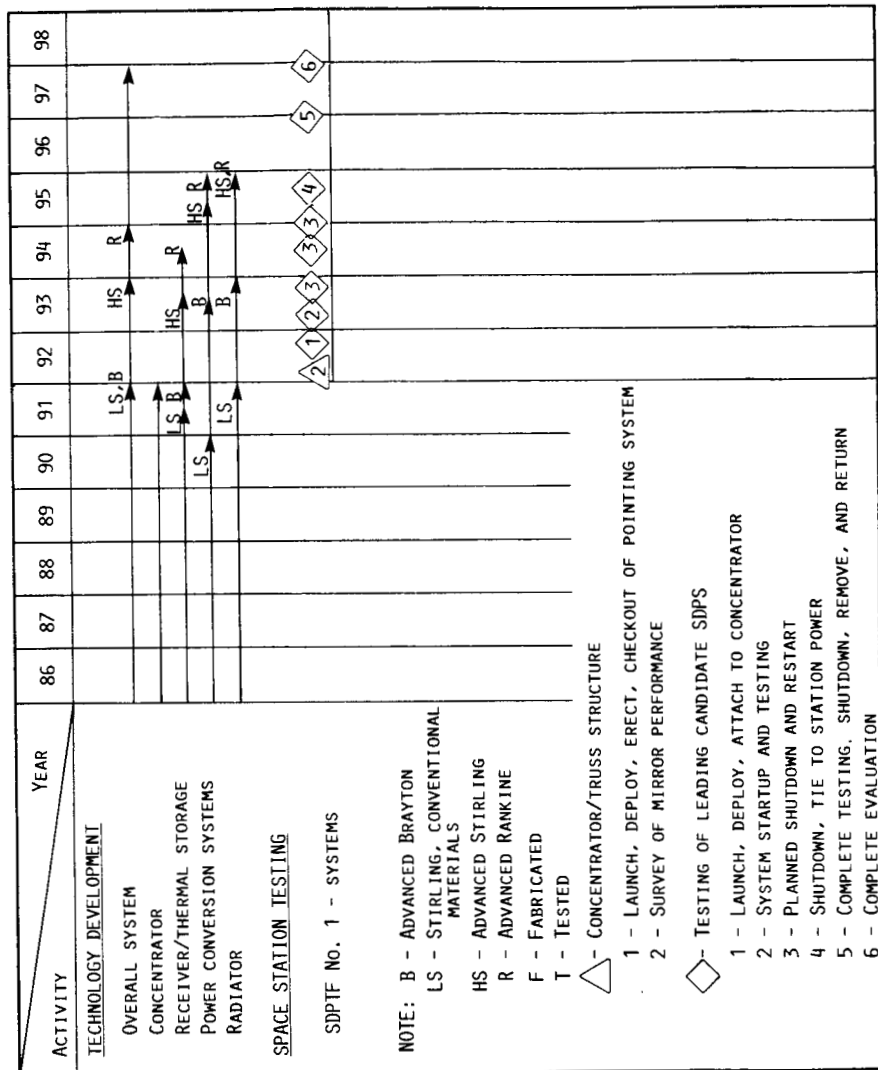 ACTIVITY YEAR 86 87 88 89 90 91 92 93 94 95 96 97 98
TECHNOLOGY DEVELOPMENT
OVERALL SYSTEM LS, B HS R
CONCENTRATOR
RECEIVER/THERMAL STORAGE LS B HS R
POWER CONVERSION SYSTEMS LS B HS R
RADIATOR LS B HS,R
SPACE STATION TESTING
SDPTF No. 1 - SYSTEMS 2 1 2 3 3 3 4 5 6
NOTE: B - ADVANCED BRAYTON
LS - STIRLING, CONVENTIONAL
MATERIALS
HS - ADVANCED STIRLING
R - ADVANCED RANKINE
F - FABRICATED
T - TESTED
- CONCENTRATOR/TRUSS STRUCTURE
1 - LAUNCH, DEPLOY, ERECT, CHECKOUT OF POINTING SYSTEM
2 - SURVEY OF MIRROR PERFORMANCE
- TESTING OF LEADING CANDIDATE SDPS
1 - LAUNCH, DEPLOY, ATTACH TO CONCENTRATOR
2 - SYSTEM STARTUP AND TESTING
3 - PLANNED SHUTDOWN AND RESTART
4 - SHUTDOWN, TIE TO STATION POWER
5 - COMPLETE TESTING. SHUTDOWN, REMOVE, AND RETURN
6 - COMPLETE EVALUATION